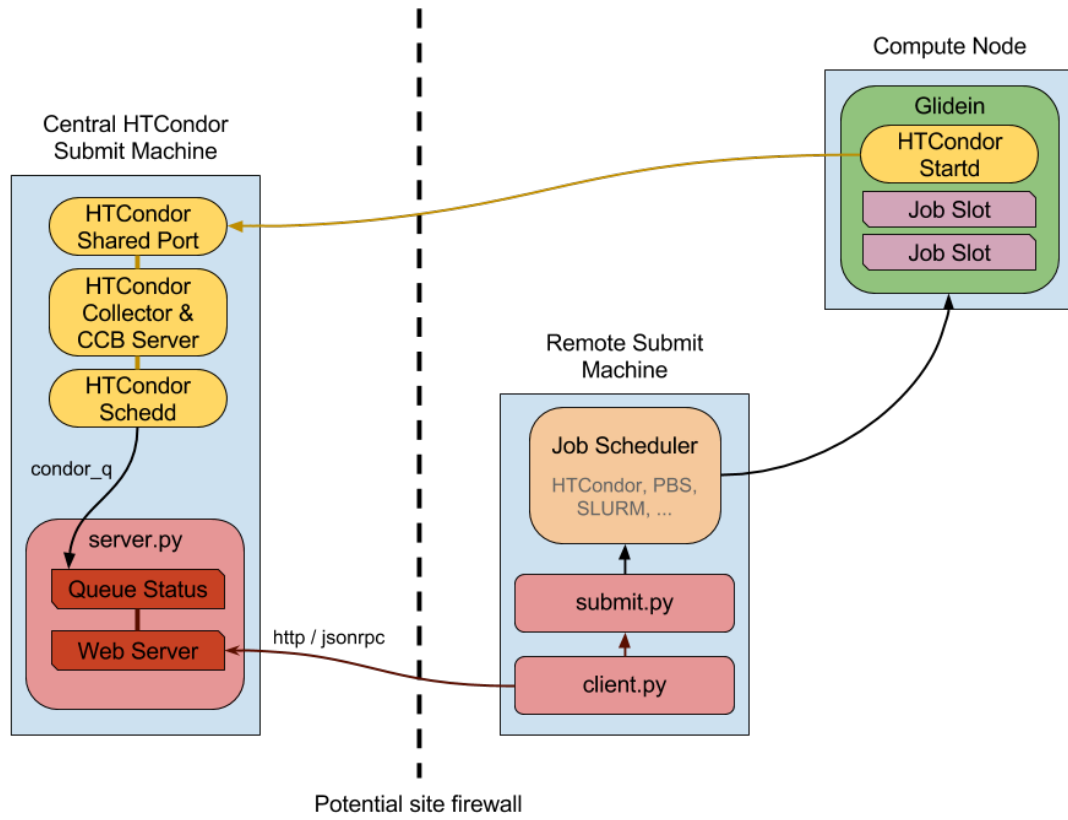 Compute Node
Glidein
HTCondor
Startd
Job Slot
Job Slot
Central HTCondor
Submit Machine
HTCondor
Shared Port
HTCondor
Collector &
CCB Server
HTCondor
Schedd
condor_q
server.py
Queue Status
Web Server
http / jsonrpc
Remote Submit
Machine
Job Scheduler
HTCondor, PBS,
SLURM, ...
submit.py
client.py
Potential site firewall